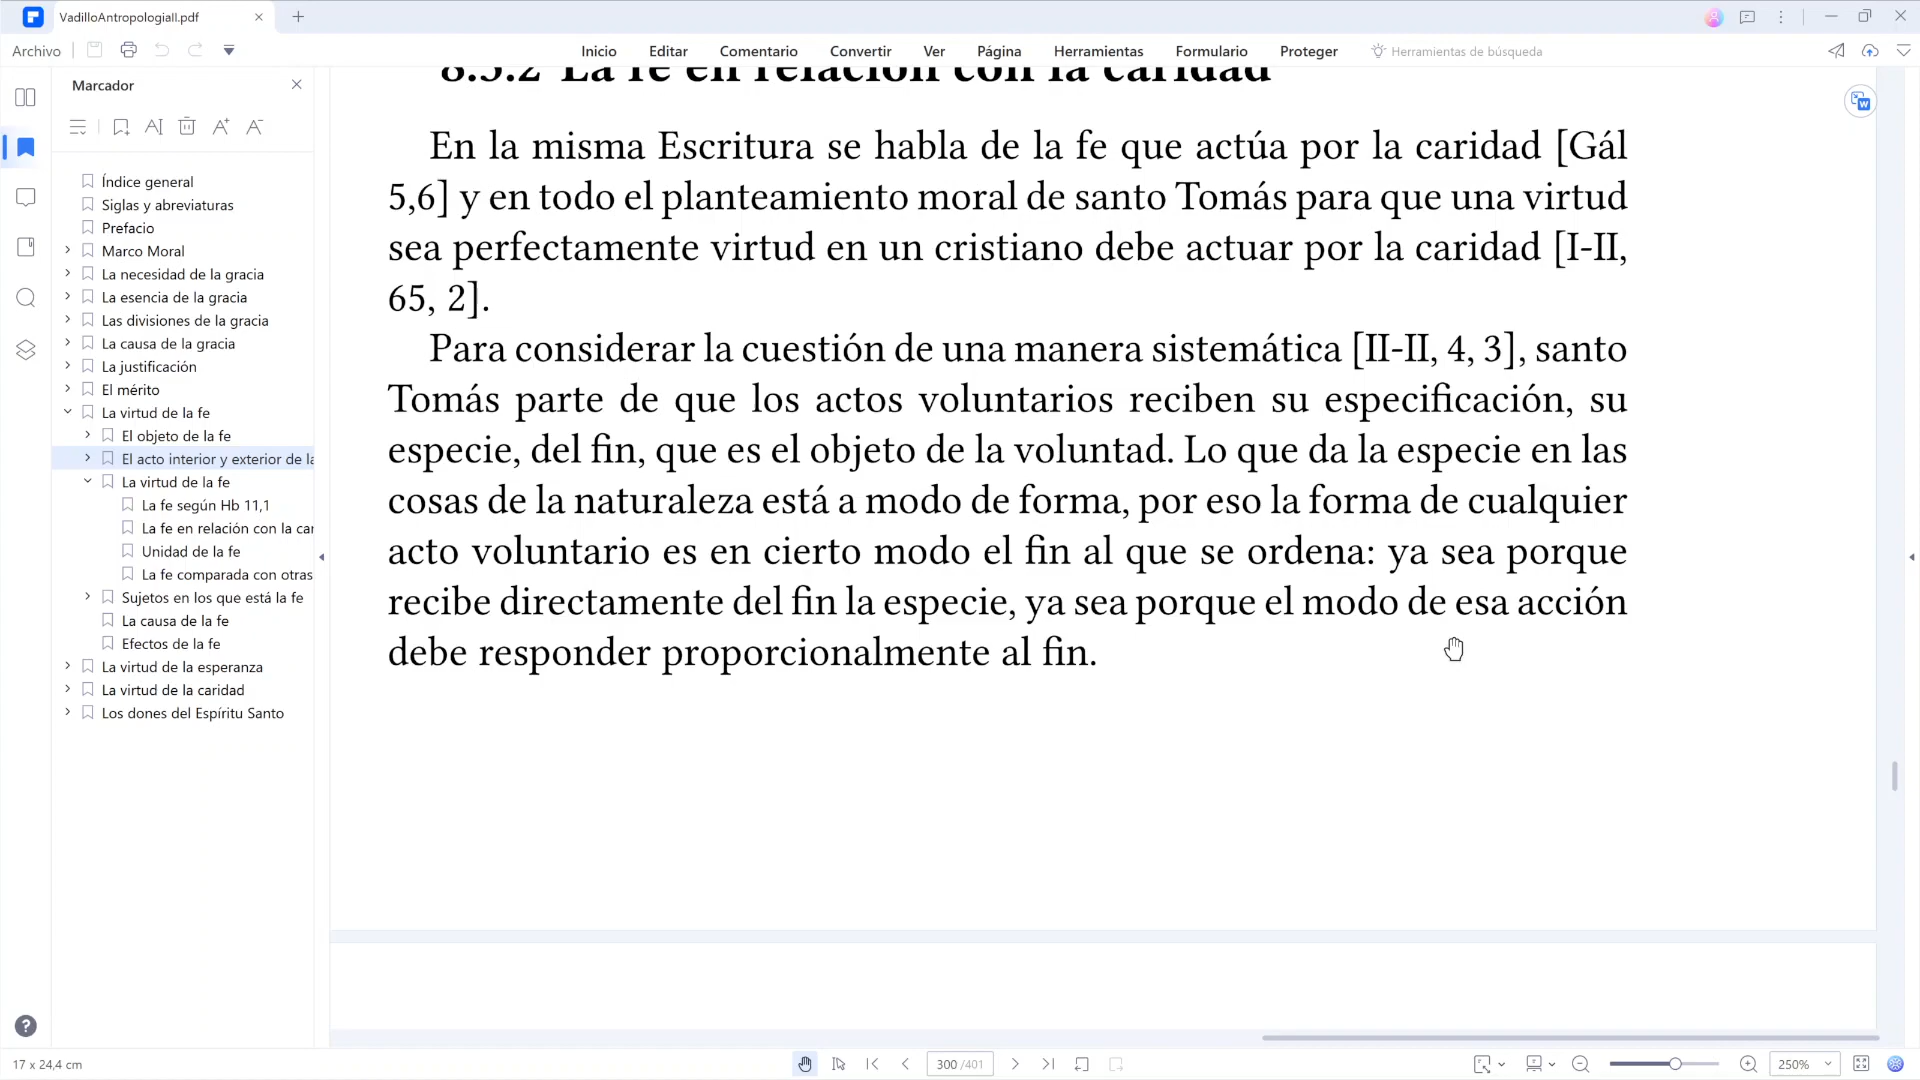 VadilloAntropologiaII.pdf
Archivo
Inicio
Editar
Comentario
Convertir
Ver
Página
Herramientas
Formulario
Proteger
Herramientas de búsqueda
Marcador
Índice general
Siglas y abreviaturas
Prefacio
Marco Moral
La necesidad de la gracia
La esencia de la gracia
Las divisiones de la gracia
La causa de la gracia
La justificación
El mérito
La virtud de la fe
El objeto de la fe
El acto interior y exterior de la
La virtud de la fe
La fe según Hb 11,1
La fe en relación con la car
Unidad de la fe
La fe comparada con otras
Sujetos en los que está la fe
La causa de la fe
Efectos de la fe
La virtud de la esperanza
La virtud de la caridad
Los dones del Espíritu Santo
8.3.2 La fe en relación con la caridad
En la misma Escritura se habla de la fe que actúa por la caridad [Gál
5,6] y en todo el planteamiento moral de santo Tomás para que una virtud
sea perfectamente virtud en un cristiano debe actuar por la caridad [I-II,
65, 2].
Para considerar la cuestión de una manera sistemática [II-II, 4, 3], santo
Tomás parte de que los actos voluntarios reciben su especificación, su
especie, del fin, que es el objeto de la voluntad. Lo que da la especie en las
cosas de la naturaleza está a modo de forma, por eso la forma de cualquier
acto voluntario es en cierto modo el fin al que se ordena: ya sea porque
recibe directamente del fin la especie, ya sea porque el modo de esa acción
debe responder proporcionalmente al fin.
17 x 24,4 cm
300 /401
250%